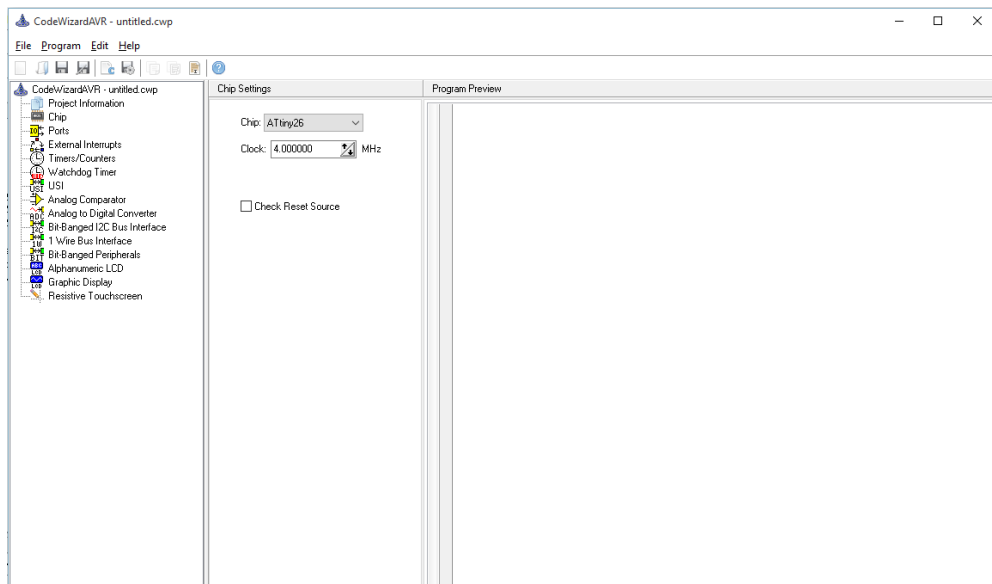 CodeWizardAVR - untitled.cwp
File Program Edit Help
CodeWizardAVR - untitled.cwp
Project Information
Chip
Ports
External Interrupts
Timers/Counters
Watchdog Timer
USI
Analog Comparator
Analog to Digital Converter
Bit-Banged I2C Bus Interface
1 Wire Bus Interface
Bit-Banged Peripherals
Alphanumeric LCD
Graphic Display
Resistive Touchscreen
Chip Settings
Chip: ATtiny26
Clock: 4.000000 MHz
Check Reset Source
Program Preview